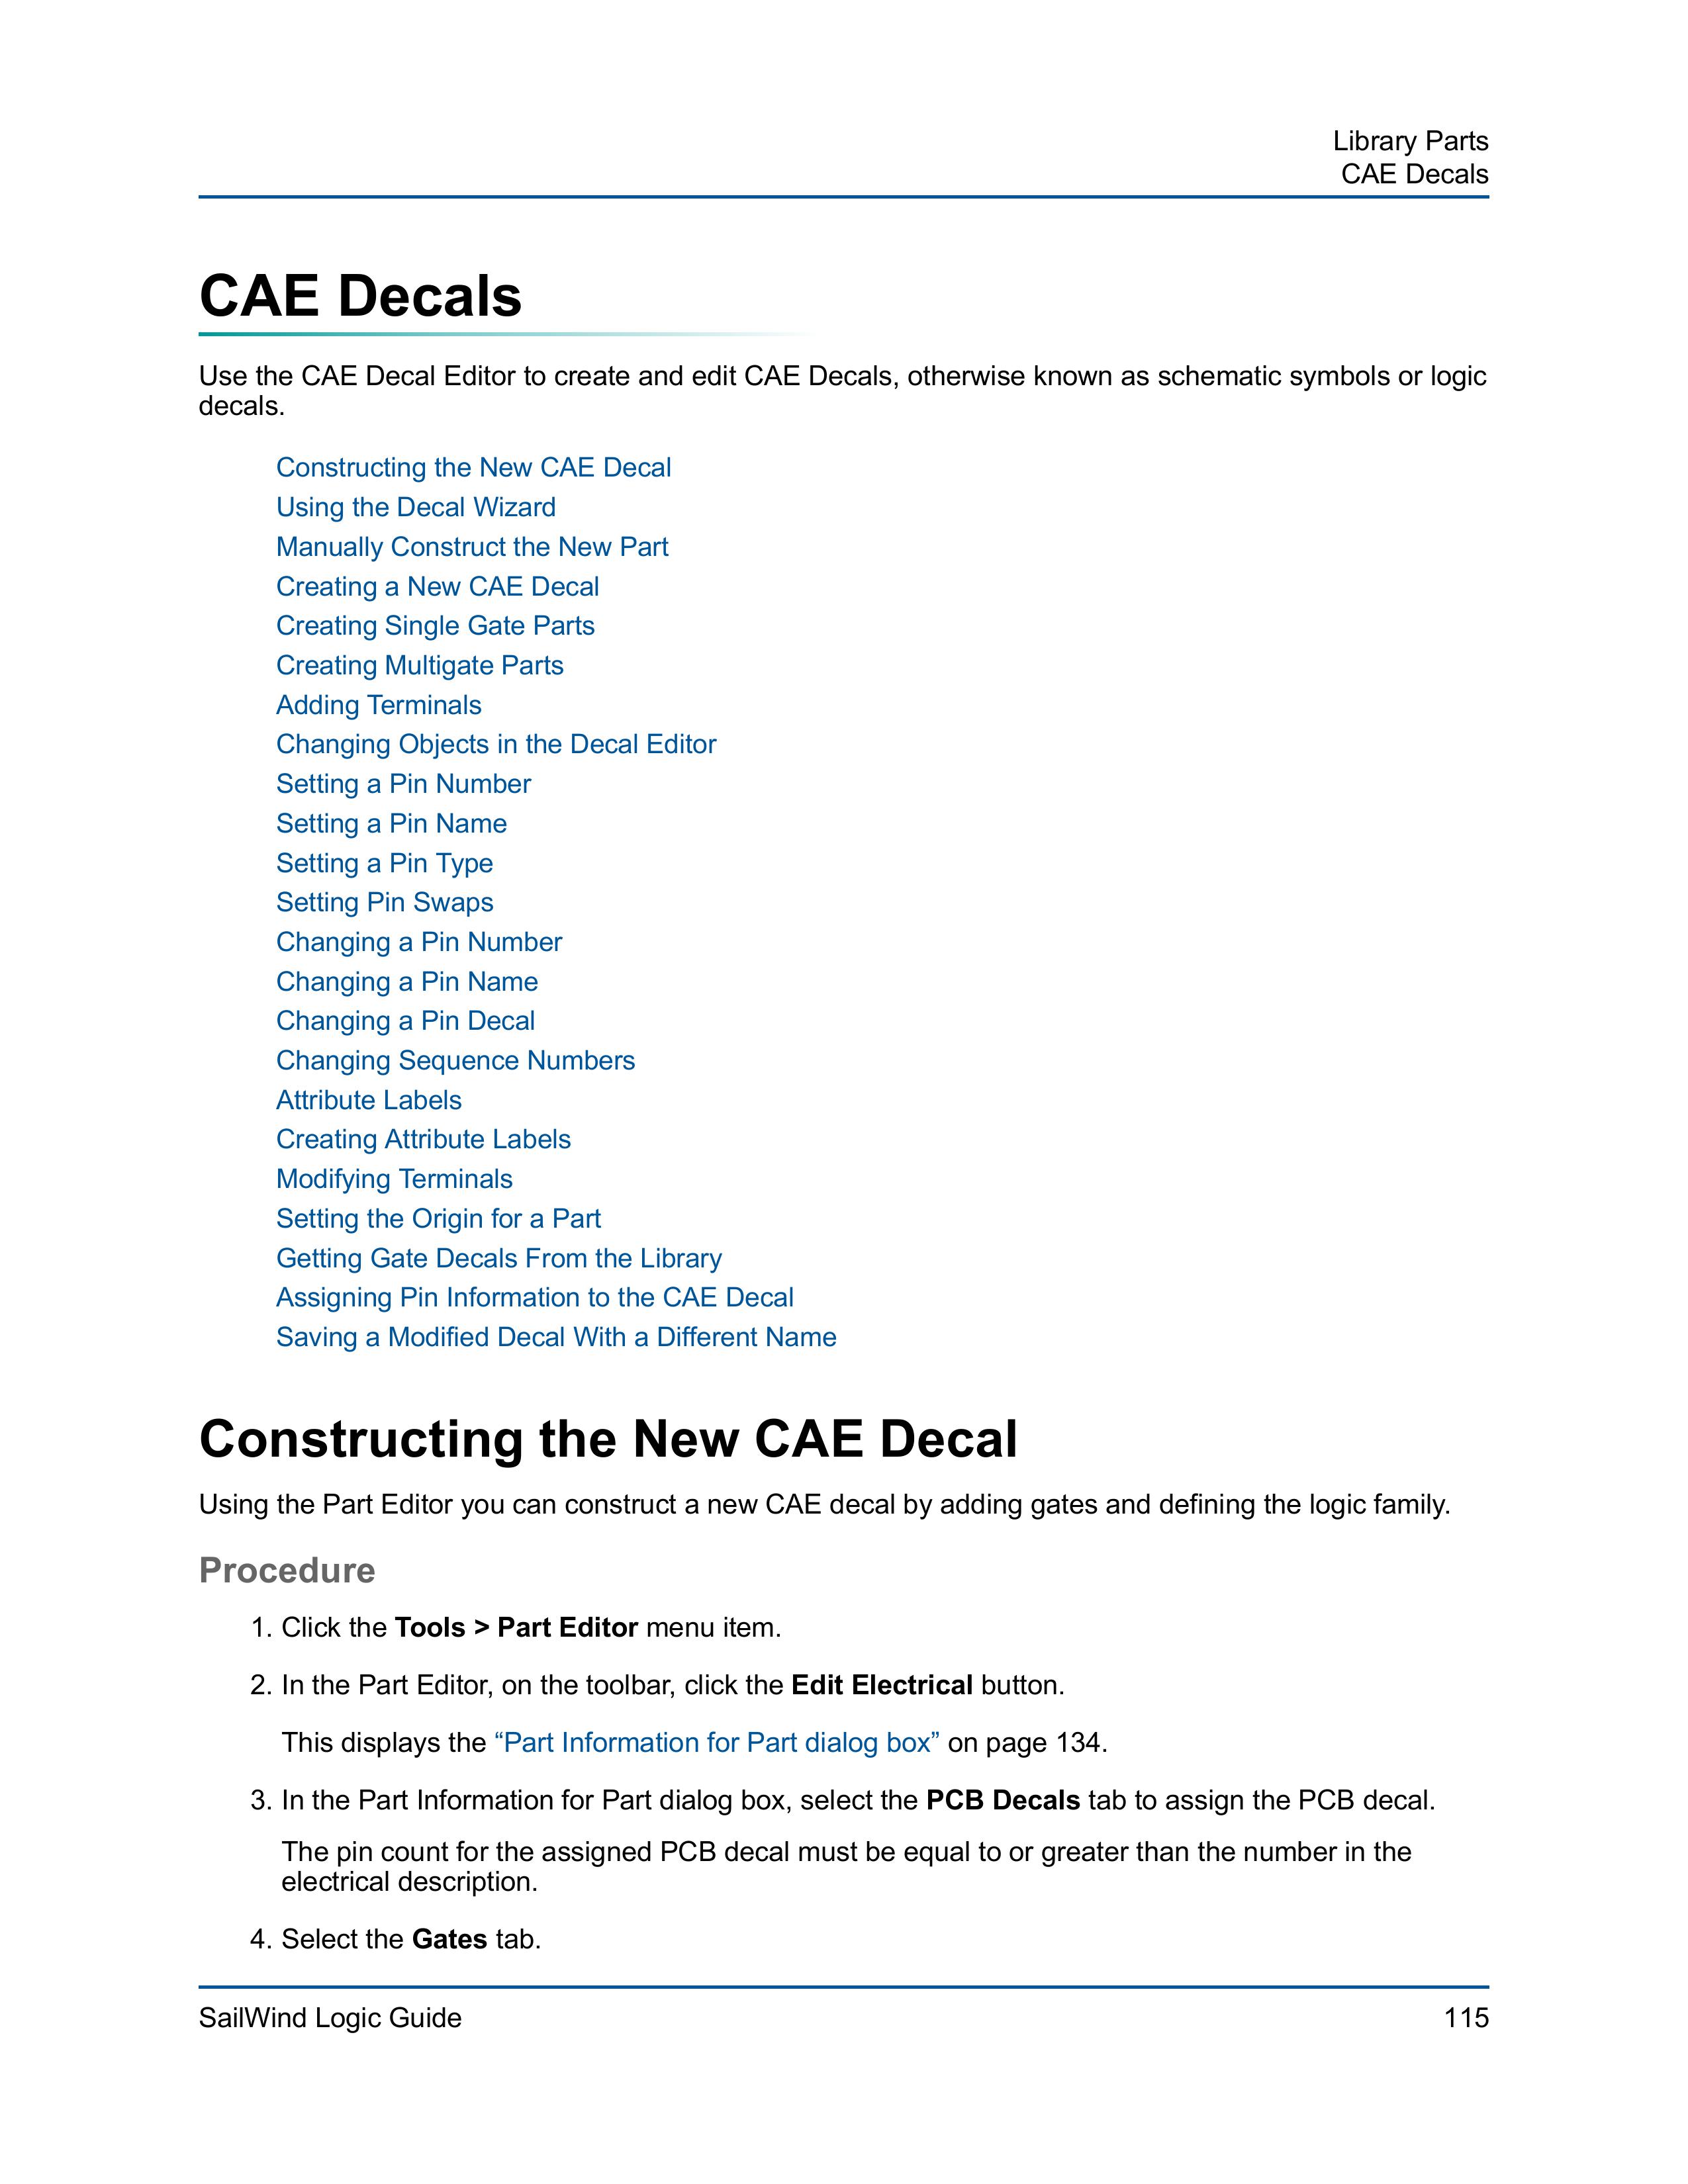 Library Parts
CAE Decals
CAE Decals
Use the CAE Decal Editor to create and edit CAE Decals, otherwise known as schematic symbols or logic
decals.
Constructing the New CAE Decal
Using the Decal Wizard
Manually Construct the New Part
Creating a New CAE Decal
Creating Single Gate Parts
Creating Multigate Parts
Adding Terminals
Changing Objects in the Decal Editor
Setting a Pin Number
Setting a Pin Name
Setting a Pin Type
Setting Pin Swaps
Changing a Pin Number
Changing a Pin Name
Changing a Pin Decal
Changing Sequence Numbers
Attribute Labels
Creating Attribute Labels
Modifying Terminals
Setting the Origin for a Part
Getting Gate Decals From the Library
Assigning Pin Information to the CAE Decal
Saving a Modified Decal With a Different Name
Constructing the New CAE Decal
Using the Part Editor you can construct a new CAE decal by adding gates and defining the logic family.
Procedure
1. Click the Tools > Part Editor menu item.
2. In the Part Editor, on the toolbar, click the Edit Electrical button.
This displays the “Part Information for Part dialog box” on page 134.
3. In the Part Information for Part dialog box, select the PCB Decals tab to assign the PCB decal.
The pin count for the assigned PCB decal must be equal to or greater than the number in the
electrical description.
4. Select the Gates tab.
SailWind Logic Guide
115